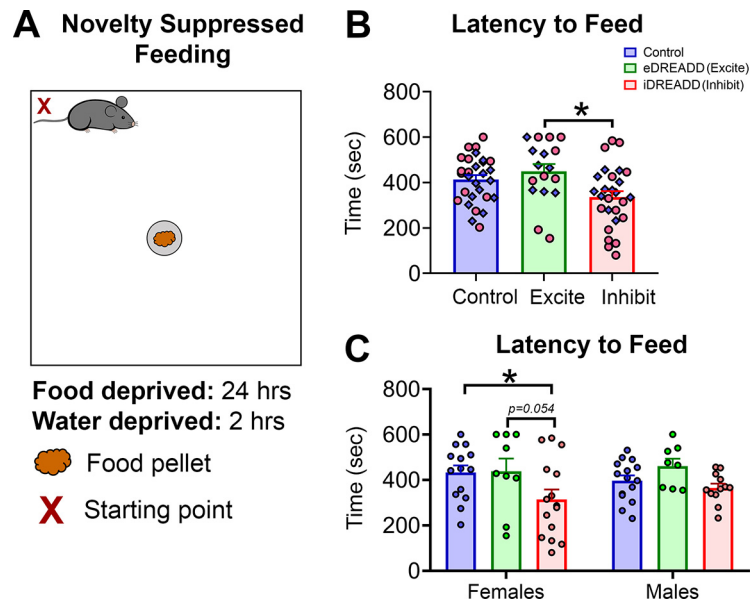 A
Novelty Suppressed
Feeding
X
Food deprived: 24 hrs
Water deprived: 2 hrs
Food pellet
X Starting point
B
Latency to Feed
Control
eDREADD (Excite)
iDREADD (Inhibit)
*
Time (sec)
800
600
400
200
0
Control Excite Inhibit
C
Latency to Feed
*
p=0.054
Time (sec)
800
600
400
200
0
Females Males